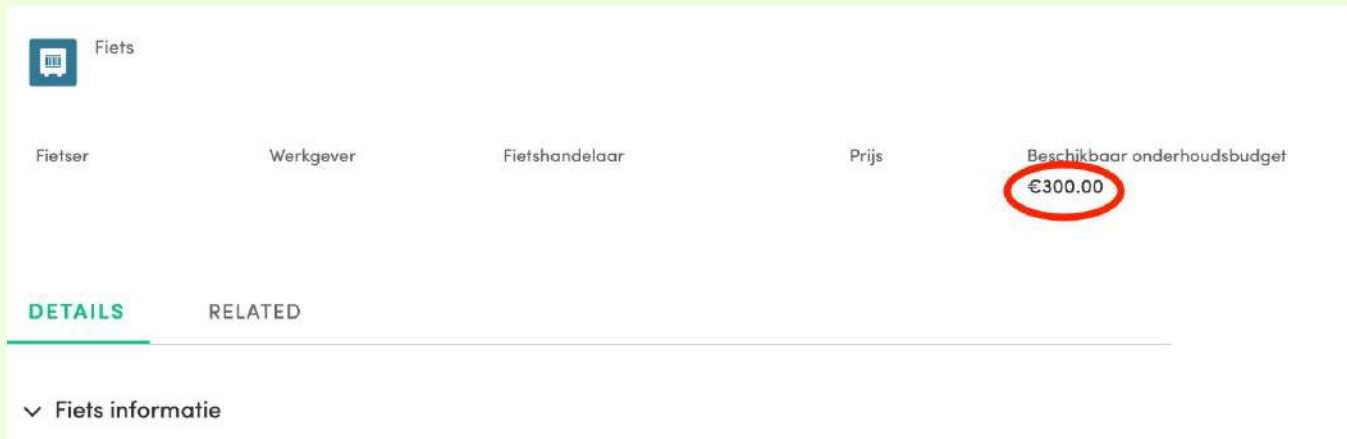 Fiets
Fietser Werkgever Fietshandelaar Prijs Beschikbaar onderhoudsbudget
€300.00
DETAILS RELATED
Fiets informatie